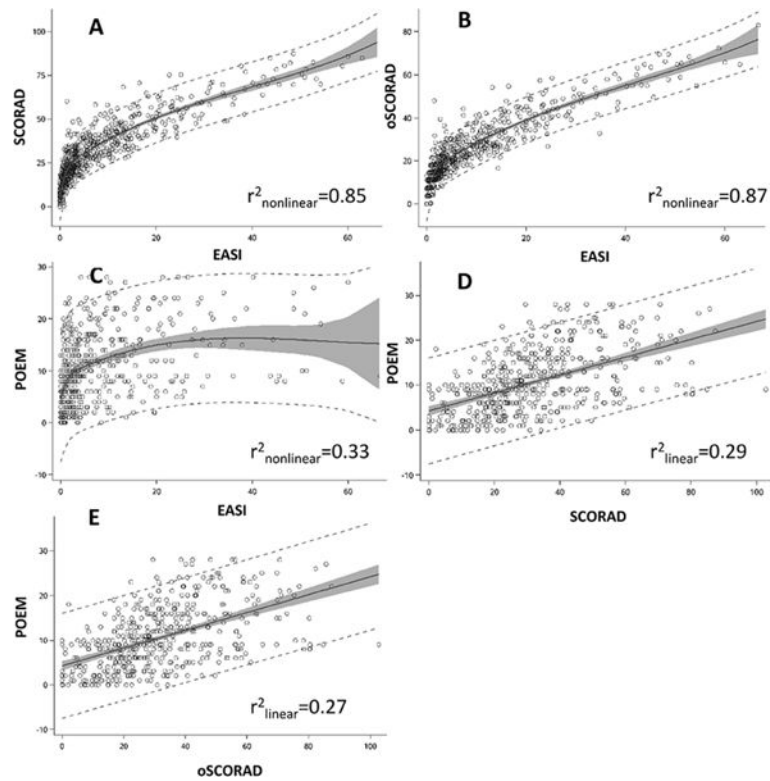 A
SCORAD
100
75
50
25
0
r²nonlinear=0.85
0 20 40 60
EASI
B
oSCORAD
80
60
40
20
0
r²nonlinear=0.87
0 20 40 60
EASI
C
POEM
30
20
10
0
-10
r²nonlinear=0.33
0 20 40 60
EASI
D
POEM
30
20
10
0
-10
r²linear=0.29
0 20 40 60 80 100
SCORAD
E
POEM
30
20
10
0
-10
r²linear=0.27
0 20 40 60 80 100
oSCORAD